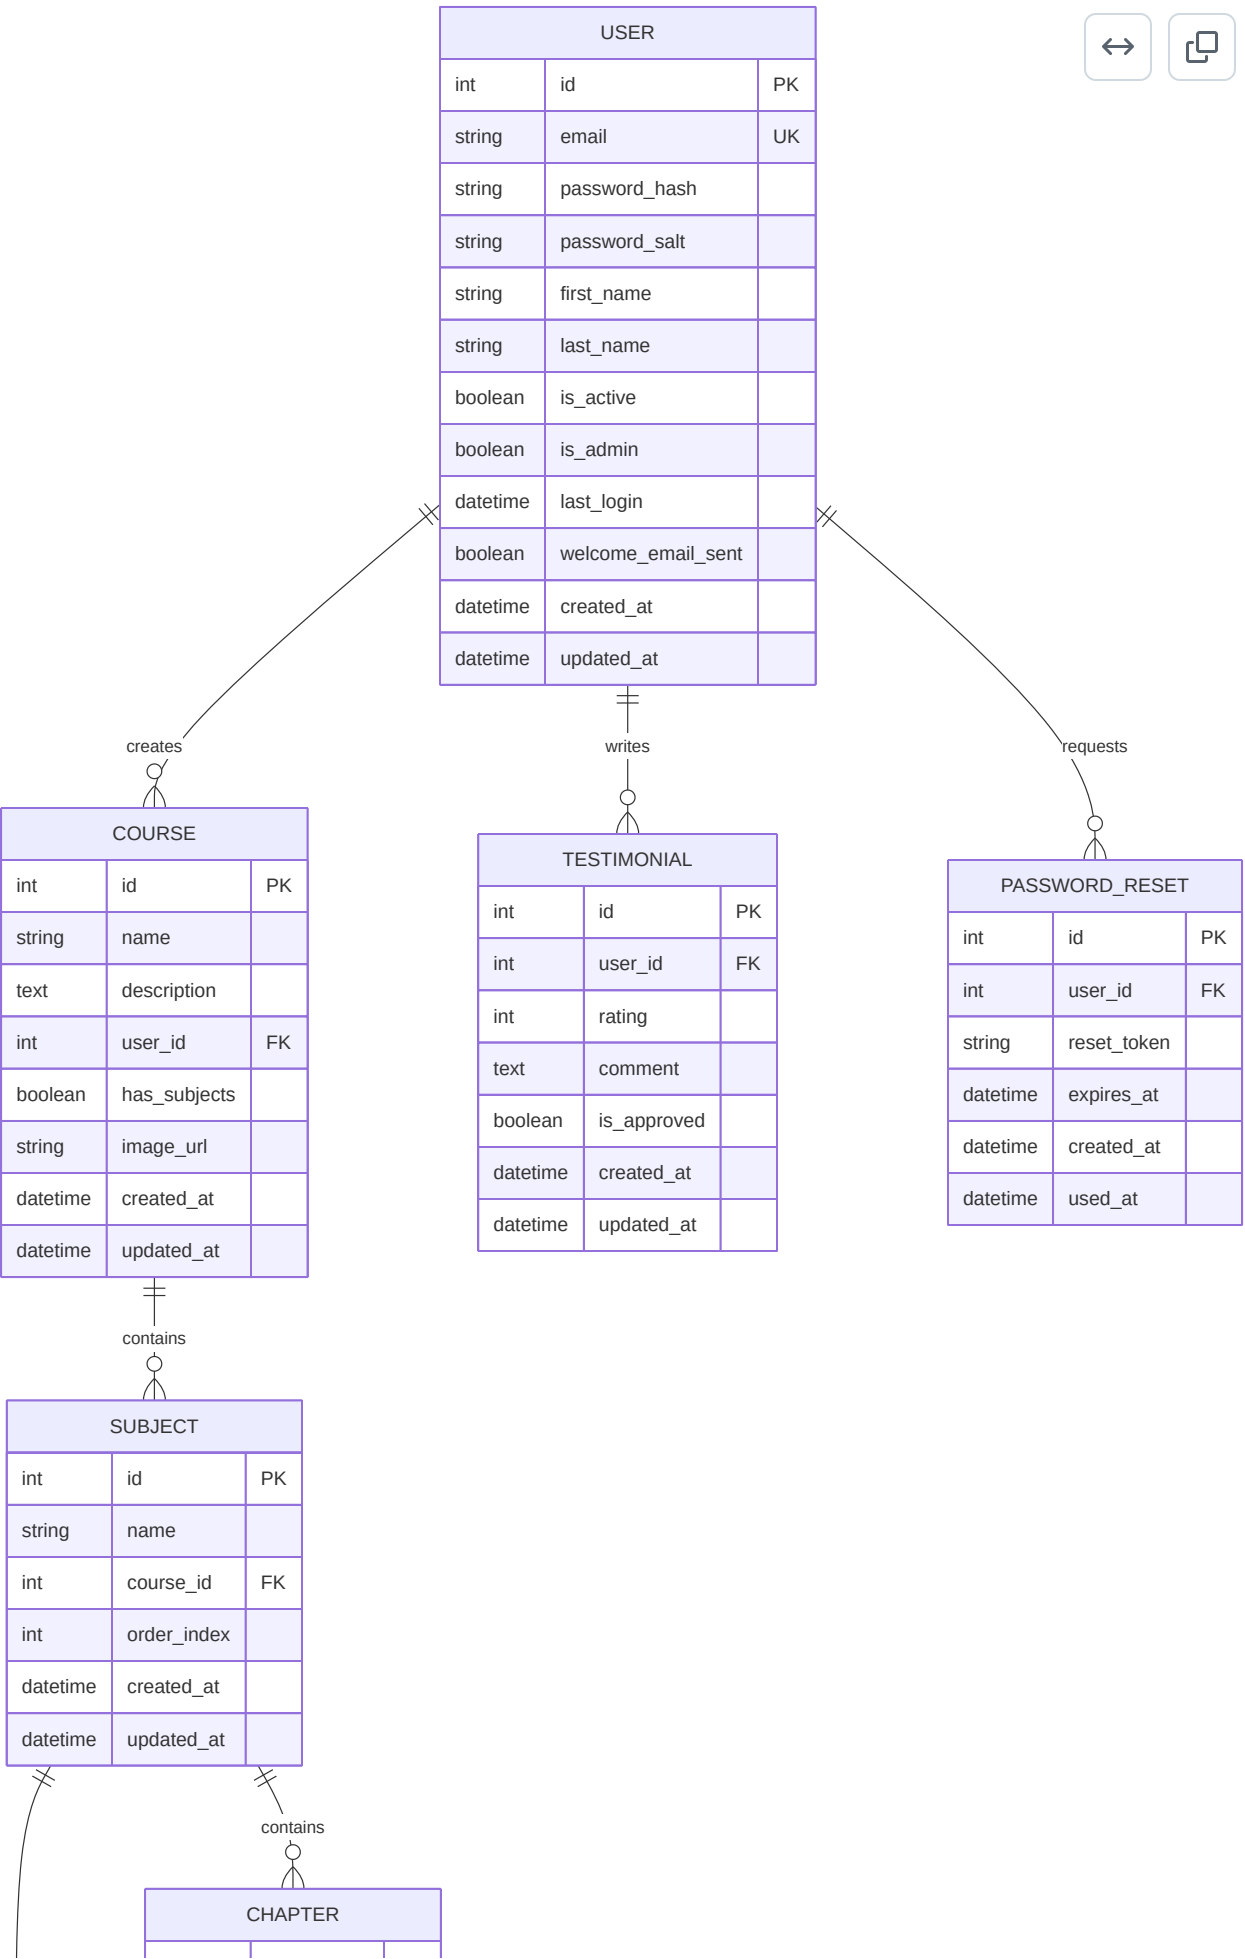 USER
int id PK
string email UK
string password_hash
string password_salt
string first_name
string last_name
boolean is_active
boolean is_admin
datetime last_login
boolean welcome_email_sent
datetime created_at
datetime updated_at
creates
writes
requests
COURSE
int id PK
string name
text description
int user_id FK
boolean has_subjects
string image_url
datetime created_at
datetime updated_at
TESTIMONIAL
int id PK
int user_id FK
int rating
text comment
boolean is_approved
datetime created_at
datetime updated_at
PASSWORD_RESET
int id PK
int user_id FK
string reset_token
datetime expires_at
datetime created_at
datetime used_at
contains
SUBJECT
int id PK
string name
int course_id FK
int order_index
datetime created_at
datetime updated_at
contains
CHAPTER